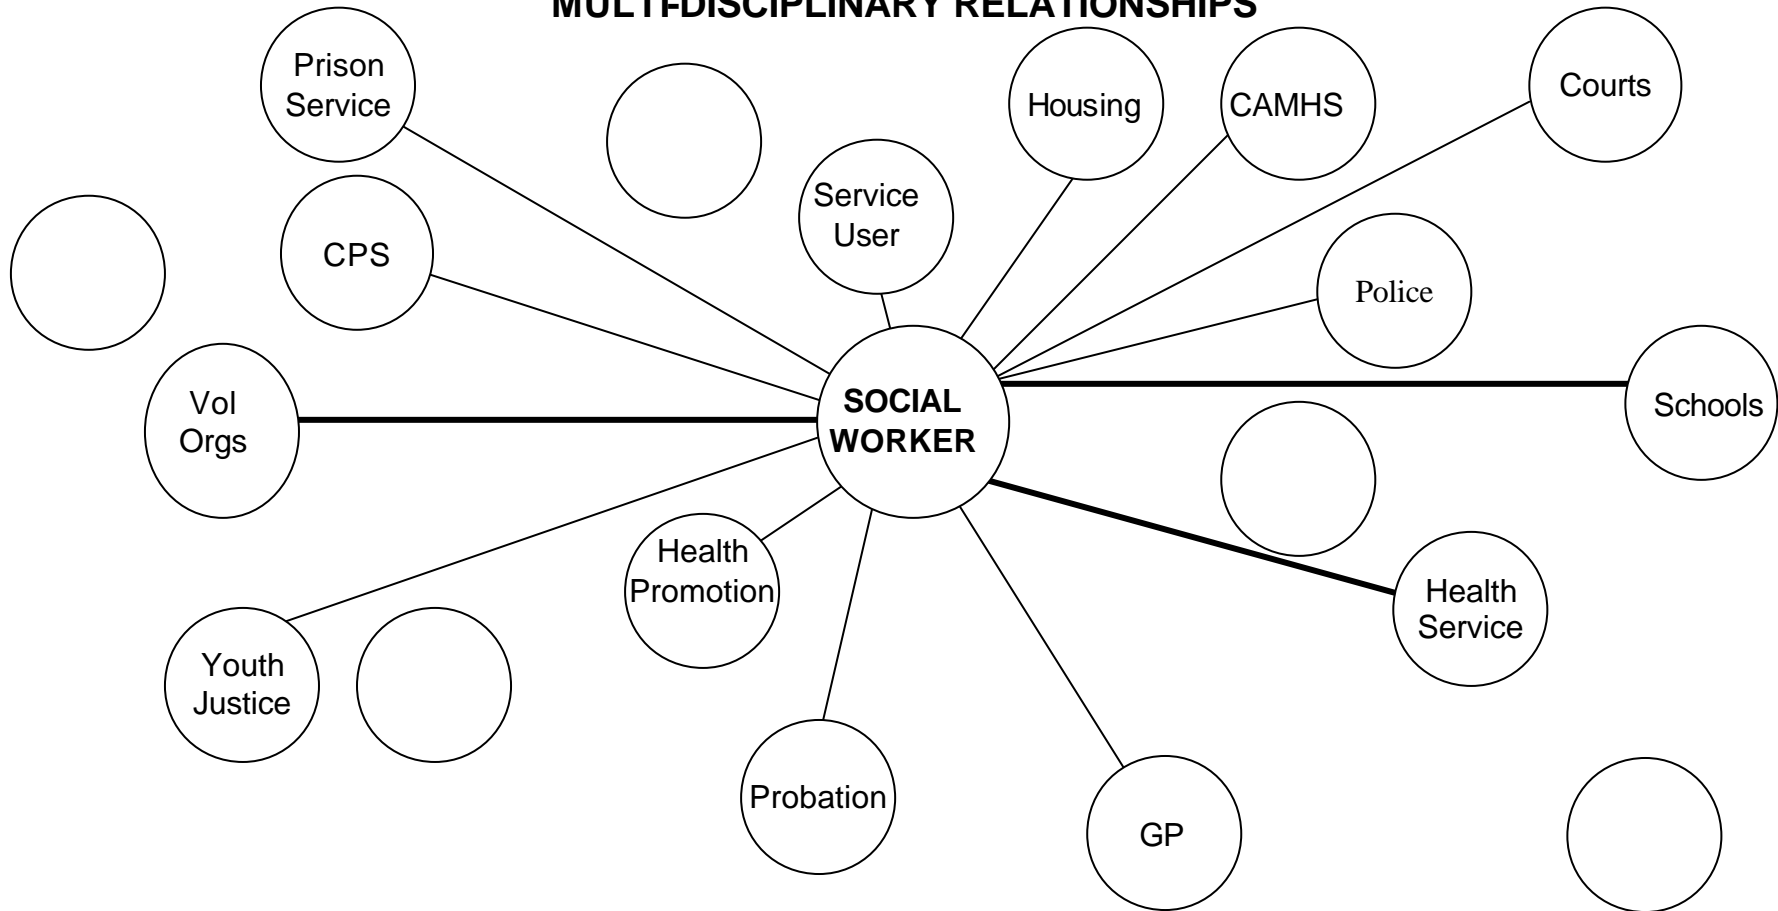 MULTI-DISCIPLINARY RELATIONSHIPS
Prison
Service
Housing
CAMHS
Courts
Service
User
CPS
Police
Vol
Orgs
SOCIAL
WORKER
Schools
Health
Promotion
Health
Service
Youth
Justice
Probation
GP